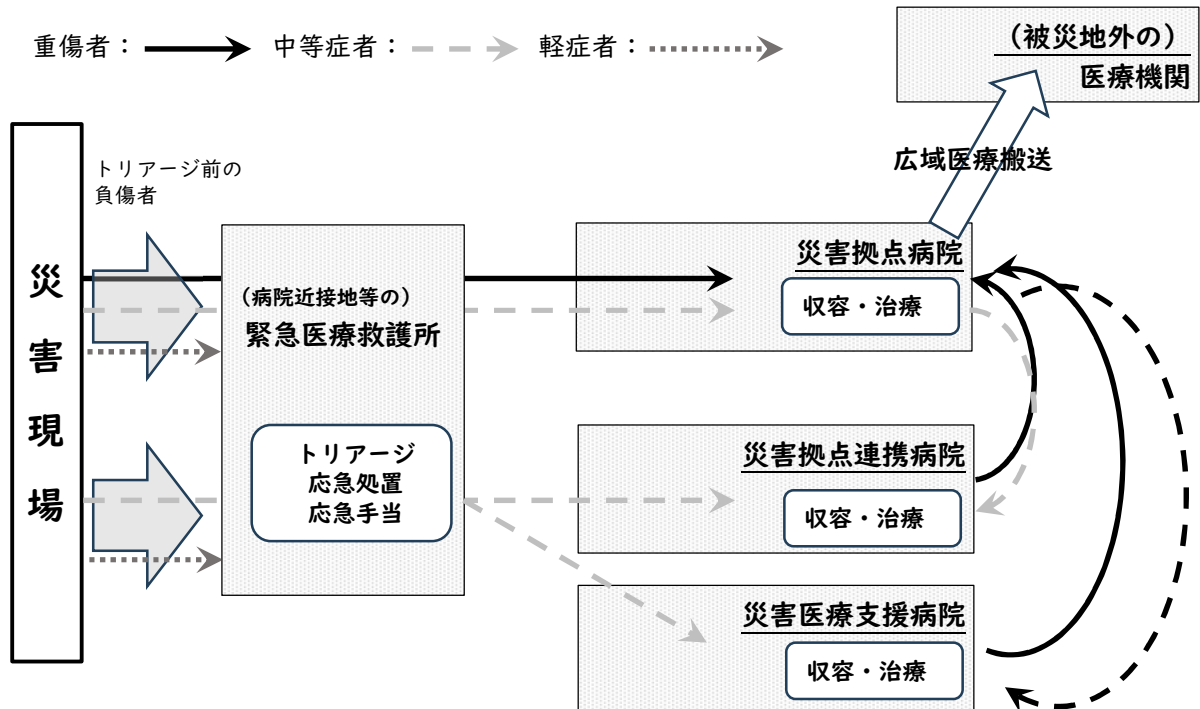 重傷者：
中等症者：
軽症者：
（被災地外の）
医療機関
広域医療搬送
トリアージ前の
負傷者
災害現場
（病院近接地等の）
緊急医療救護所
トリアージ
応急処置
応急手当
災害拠点病院
収容・治療
災害拠点連携病院
収容・治療
災害医療支援病院
収容・治療